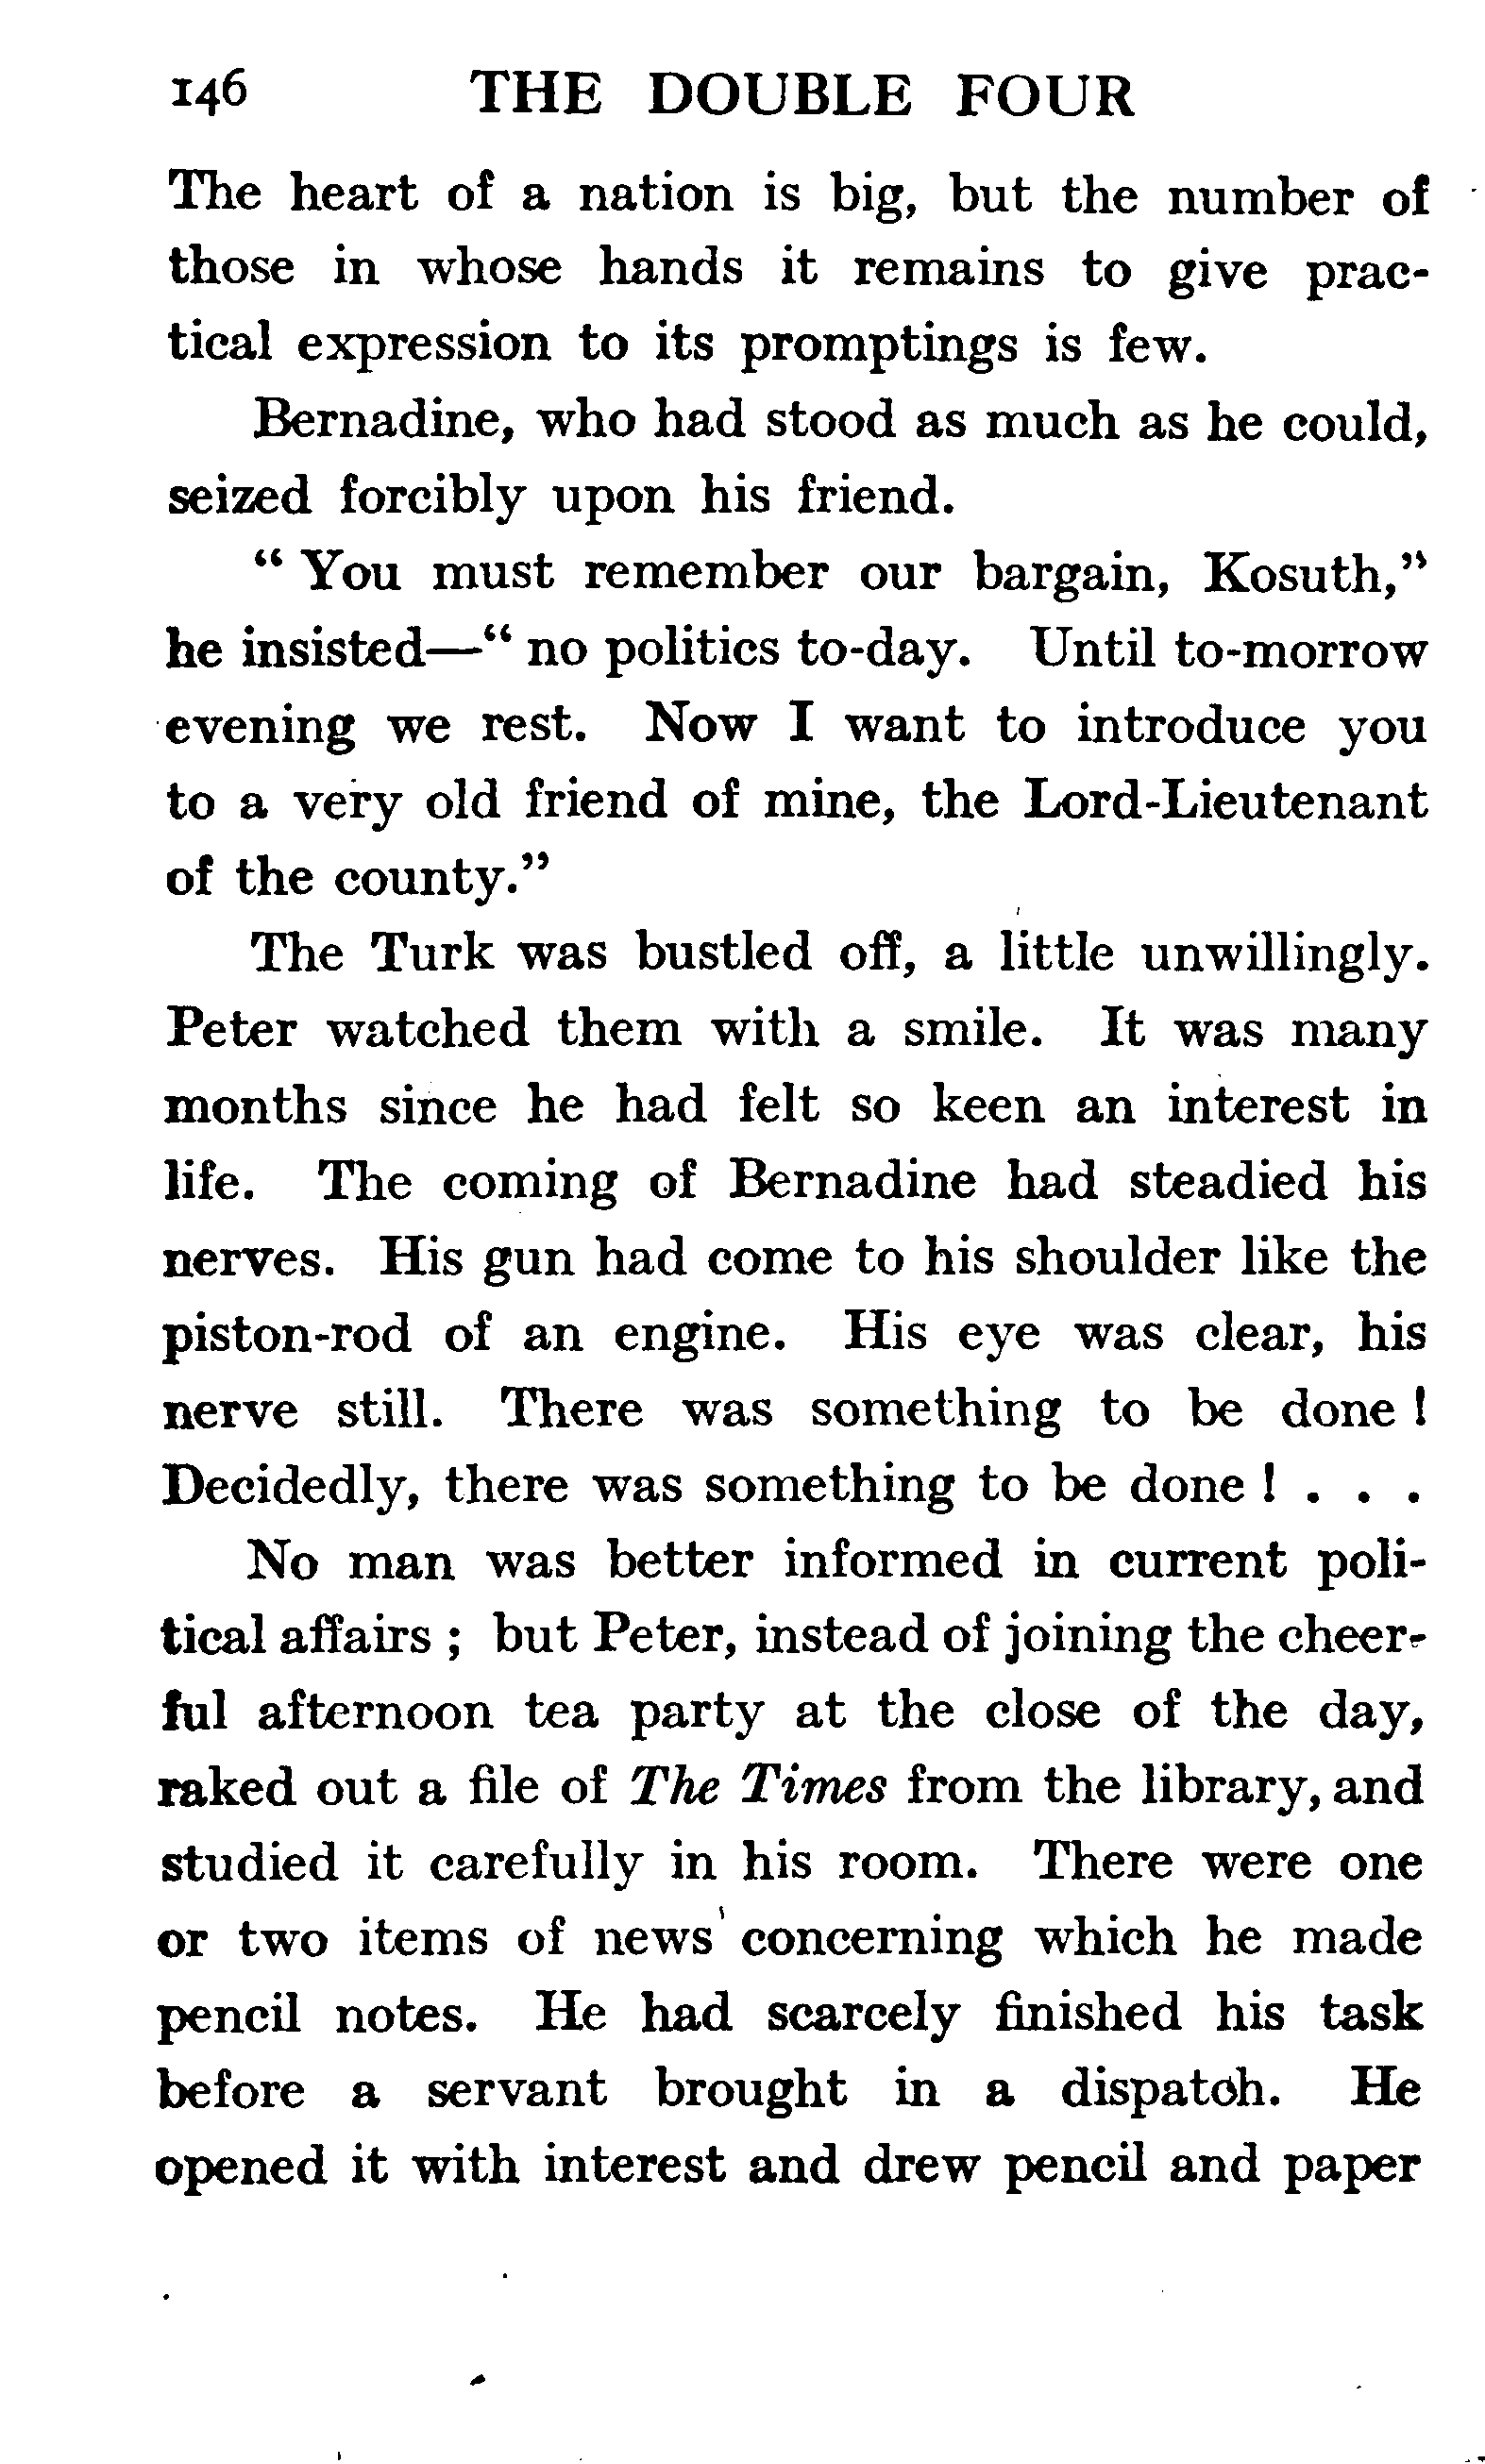 146 THE DOUBLE FOUR
The heart of a nation is big, but the number of
those in whose hands it remains to give prac-
tical expression to its promptings is few.
Bernadine, who had stood as much as he could,
seized forcibly upon his friend.
“ You must remember our bargain, Kosuth,”
he insisted—“ no politics to-day. Until to-morrow
evening we rest. Now I want to introduce you
to a very old friend of mine, the Lord-Lieutenant
of the county.”
The Turk was bustled off, a little unwillingly.
Peter watched them with a smile. It was many
months since he had felt so keen an interest in
life. The coming of Bernadine had steadied his
nerves. His gun had come to his shoulder like the
piston-rod of an engine. His eye was clear, his
nerve still. There was something to be done !
Decidedly, there was something to be done ! . . .
No man was better informed in current poli-
tical affairs ; but Peter, instead of joining the cheer-
ful afternoon tea party at the close of the day,
raked out a file of The Times from the library, and
studied it carefully in his room. There were one
or two items of news concerning which he made
pencil notes. He had scarcely finished his task
before a servant brought in a dispatch. He
opened it with interest and drew pencil and paper